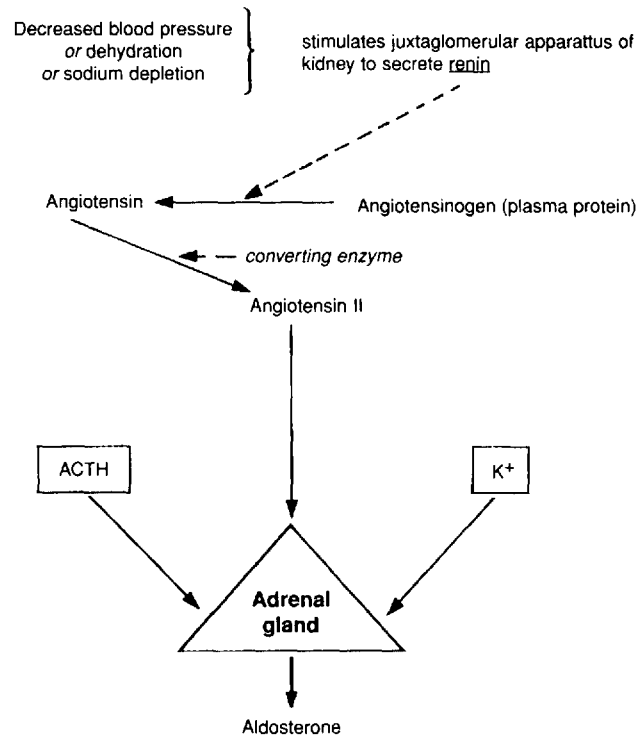 Decreased blood pressure
or dehydration
or sodium depletion
stimulates juxtaglomerular apparattus of
kidney to secrete renin
Angiotensin
Angiotensinogen (plasma protein)
converting enzyme
Angiotensin II
ACTH
K+
Adrenal
gland
Aldosterone